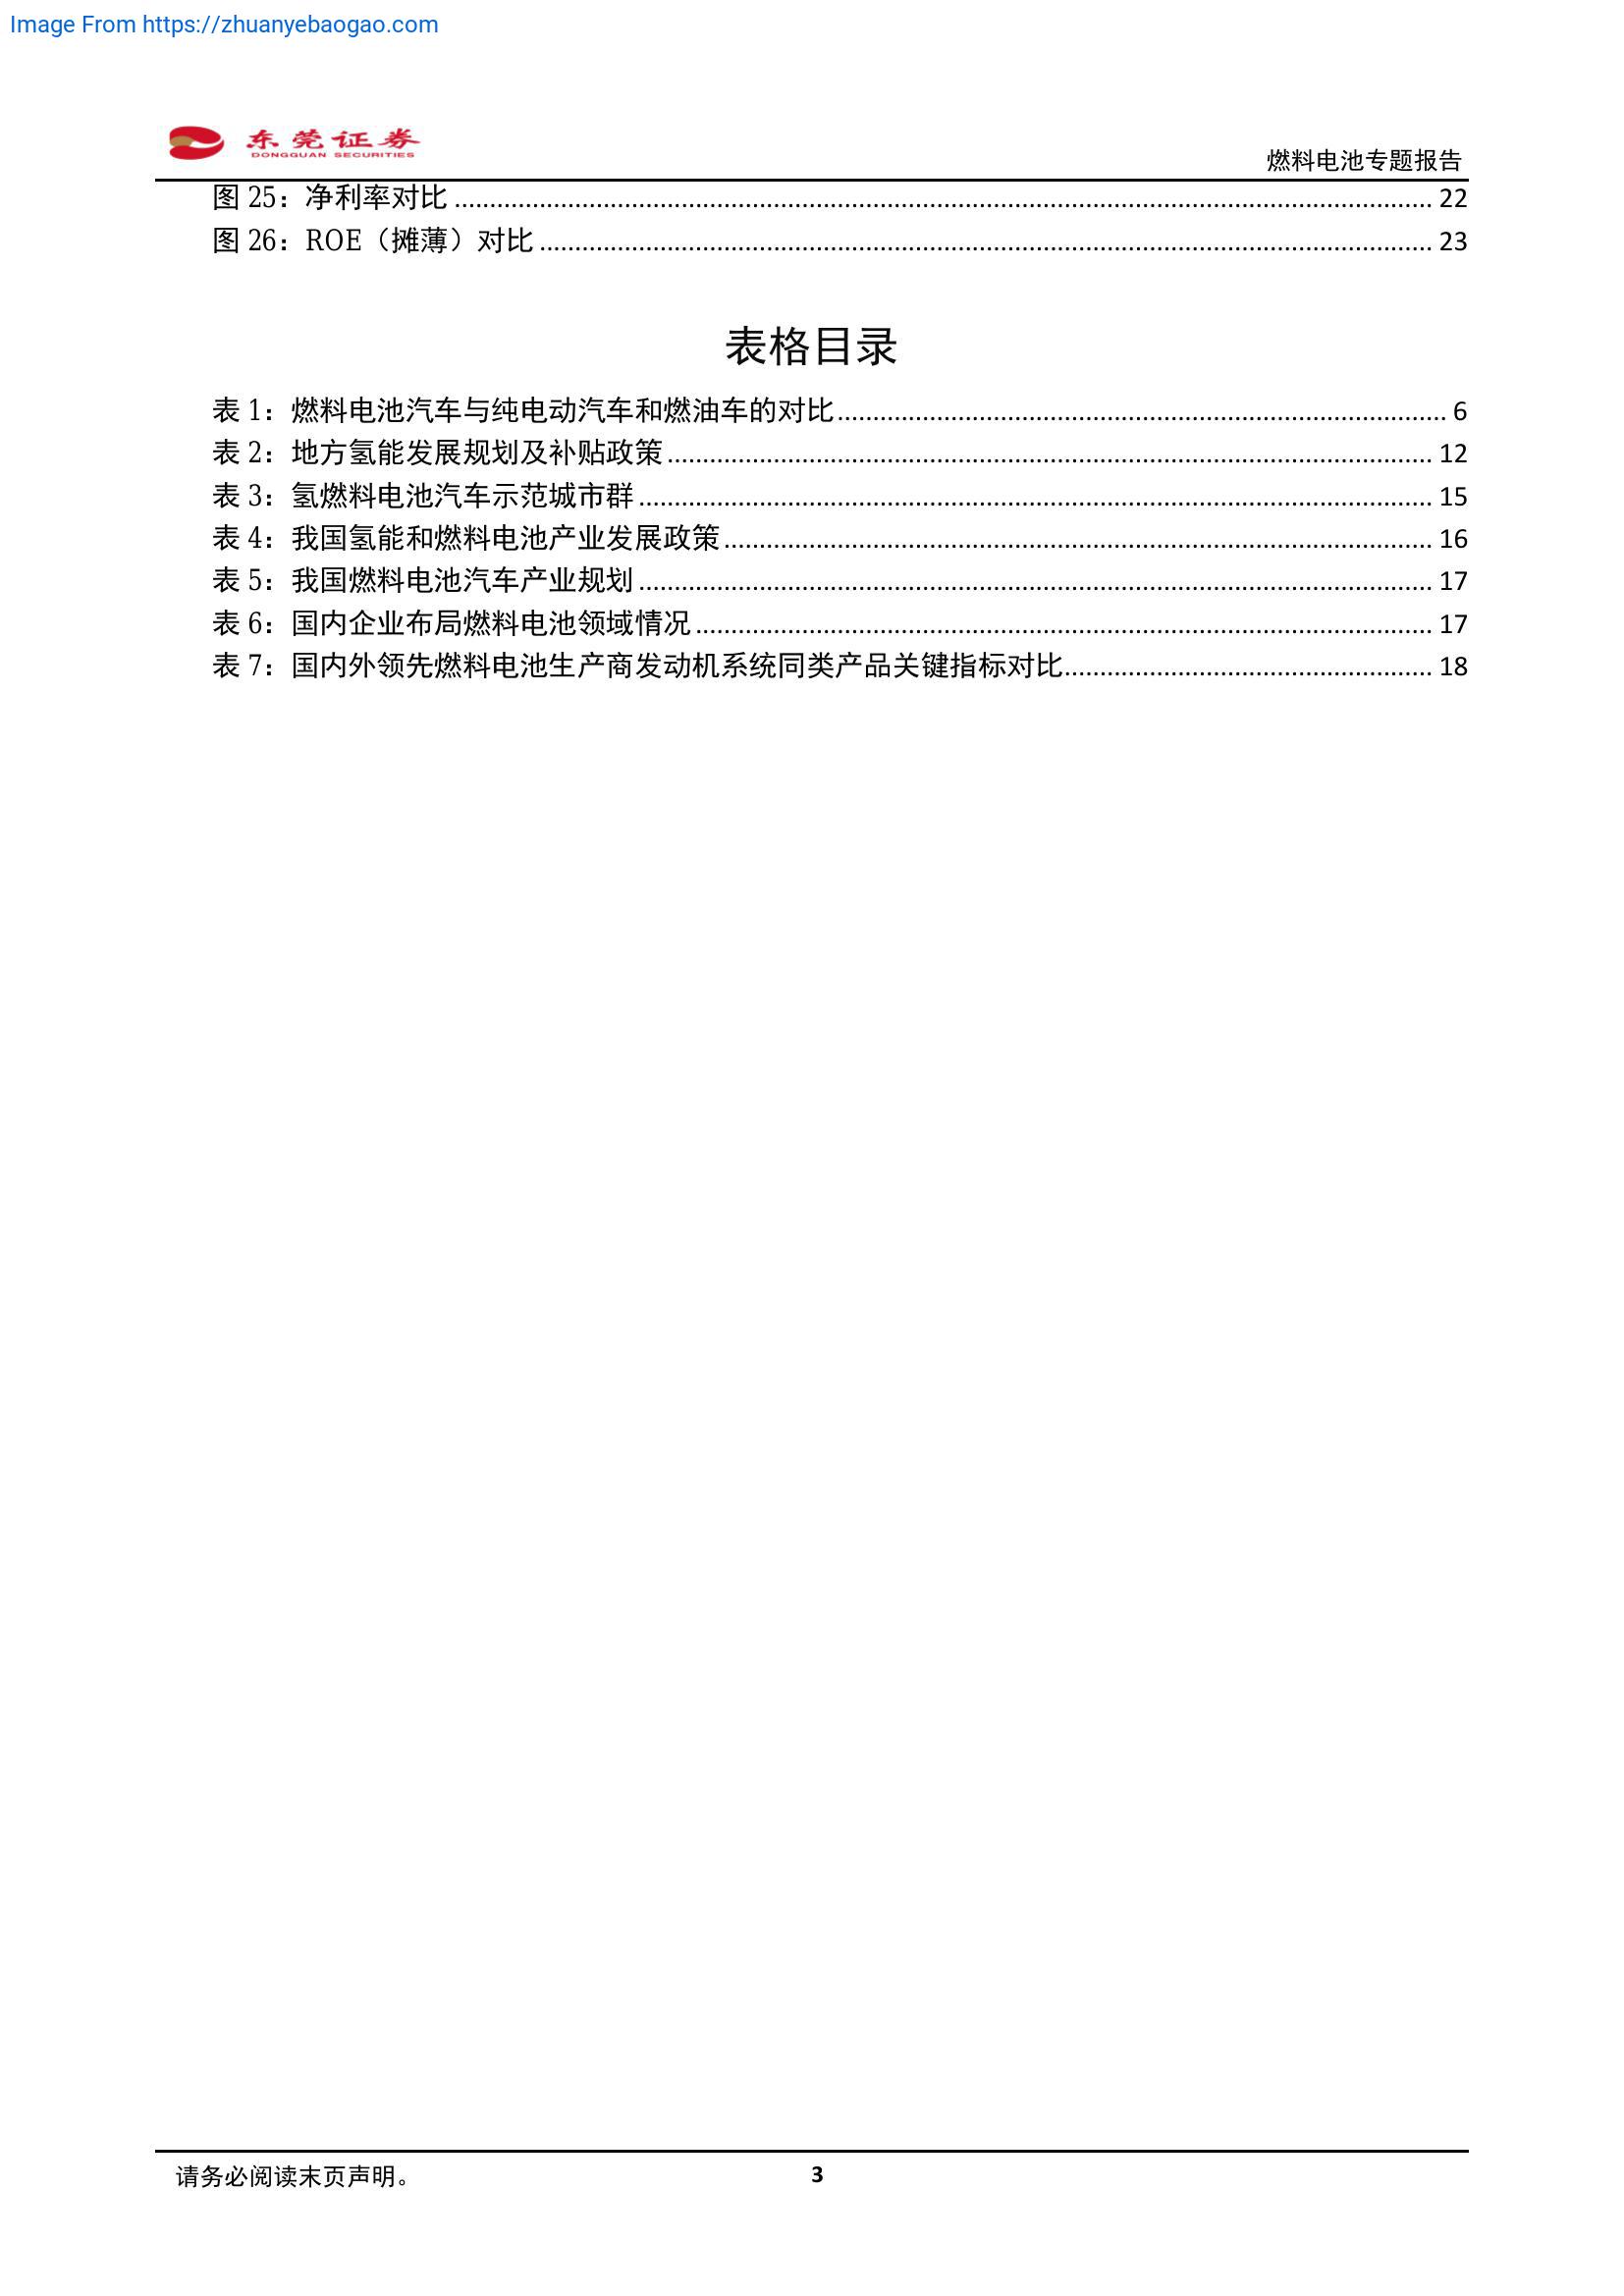 Image From https://zhuanyebaogao.com
东莞证券
DONGGUAN SECURITIES
燃料电池专题报告
图 25：净利率对比 ........................................ 22
图 26：ROE（摊薄）对比 ........................................ 23
表格目录
表 1：燃料电池汽车与纯电动汽车和燃油车的对比 ........................................ 6
表 2：地方氢能发展规划及补贴政策 ........................................ 12
表 3：氢燃料电池汽车示范城市群 ........................................ 15
表 4：我国氢能和燃料电池产业发展政策 ........................................ 16
表 5：我国燃料电池汽车产业规划 ........................................ 17
表 6：国内企业布局燃料电池领域情况 ........................................ 17
表 7：国内外领先燃料电池生产商发动机系统同类产品关键指标对比 ........................................ 18
请务必阅读末页声明。
3